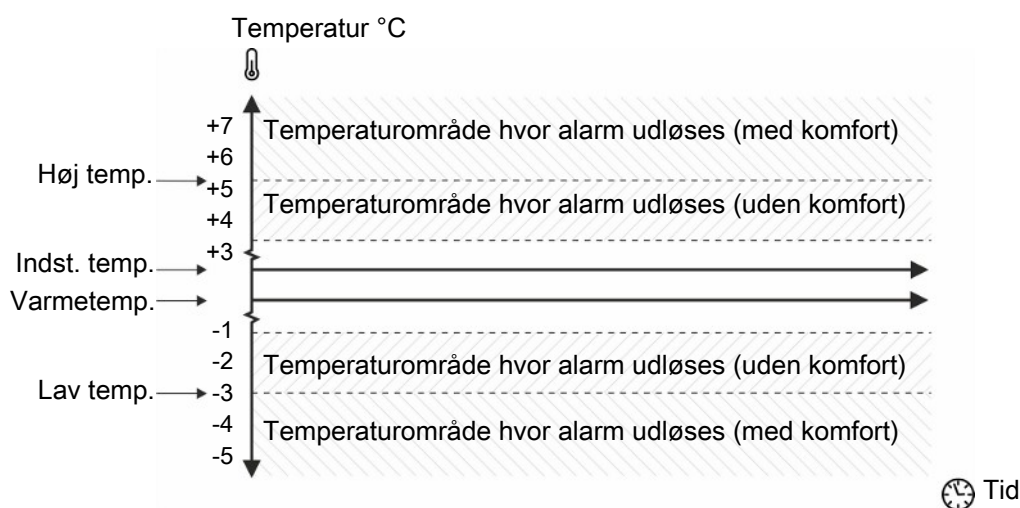 Temperatur °C
+7
Temperaturområde hvor alarm udløses (med komfort)
+6
Høj temp.
+5
Temperaturområde hvor alarm udløses (uden komfort)
+4
+3
Indst. temp.
Varmetemp.
-1
-2
Temperaturområde hvor alarm udløses (uden komfort)
Lav temp.
-3
-4
Temperaturområde hvor alarm udløses (med komfort)
-5
Tid